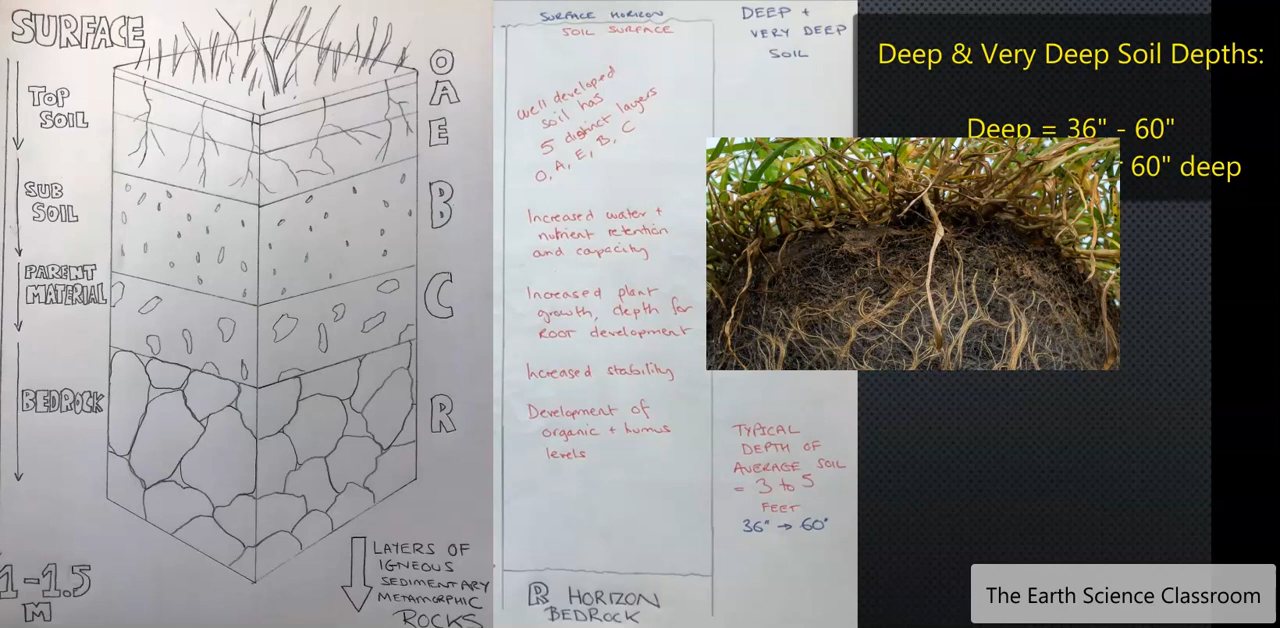 SURFACE
TOP
SOIL
SUB
SOIL
PARENT
MATERIAL
BEDROCK
1-1.5
M
O
A
E
B
C
R
LAYERS OF
IGNEOUS
SEDIMENTARY
METAMORPHIC
ROCKS
SURFACE HORIZON
SOIL SURFACE
well developed
soil has
5 distinct layers
O, A, E, B, C
Increased water +
nutrient retention
and capacity
Increased plant
growth, depth for
ROOT development
Increased stability
Development of
organic + humus
levels
R HORIZON
BEDROCK
DEEP +
VERY DEEP
SOIL
TYPICAL
DEPTH OF
AVERAGE SOIL
= 3 to 5
FEET
36" → 60"
Deep & Very Deep Soil Depths:
Deep = 36" - 60"
60" deep
The Earth Science Classroom